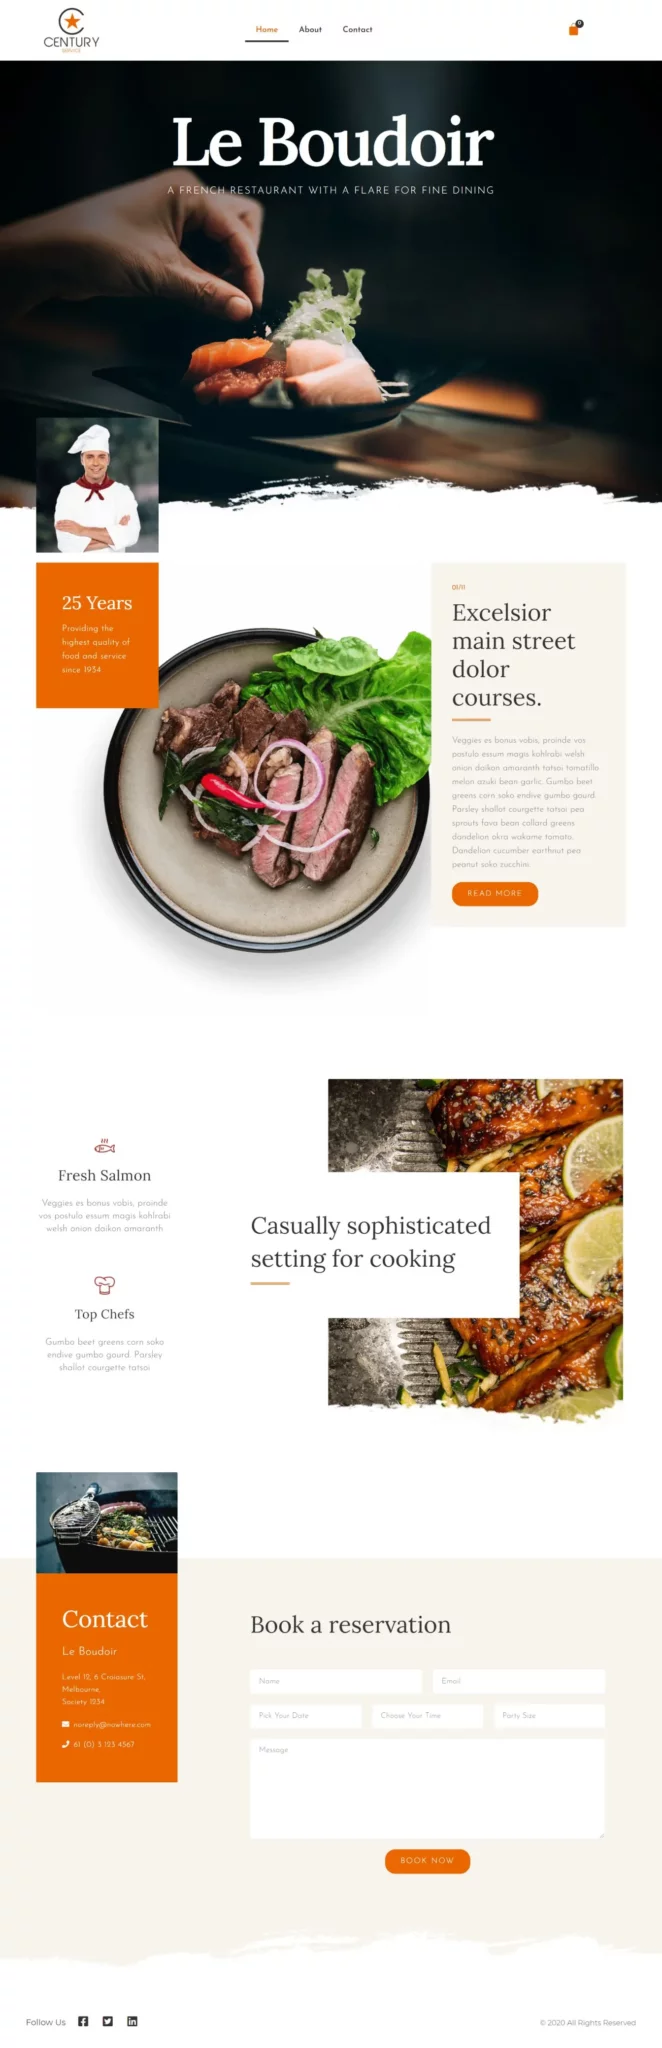 CENTURY
SERVICE
Home
About
Contact
0
Le Boudoir
A FRENCH RESTAURANT WITH A FLARE FOR FINE DINING
25 Years
Providing the
highest quality of
food and service
since 1934
01/11
Excelsior
main street
dolor
courses.
Veggies es bonus vobis, proinde vos
postulo essum magis kohlrabi welsh
onion daikon amaranth tatsoi tomatillo
melon azuki bean garlic. Gumbo beet
greens corn soko endive gumbo gourd.
Parsley shallot courgette tatsoi pea
sprouts fava bean collard greens
dandelion okra wakame tomato.
Dandelion cucumber earthnut pea
peanut soko zucchini.
READ MORE
Fresh Salmon
Veggies es bonus vobis, proinde
vos postulo essum magis kohlrabi
welsh onion daikon amaranth
Casually sophisticated
setting for cooking
Top Chefs
Gumbo beet greens corn soko
endive gumbo gourd. Parsley
shallot courgette tatsoi
Contact
Le Boudoir
Level 12, 6 St,
Melbourne,
Society 1234
noreply@nowhere.com
61 (0) 3 123 4567
Book a reservation
Name
Email
Pick Your Date
Choose Your Time
Party Size
Message
BOOK NOW
Follow Us
© 2020 All Rights Reserved